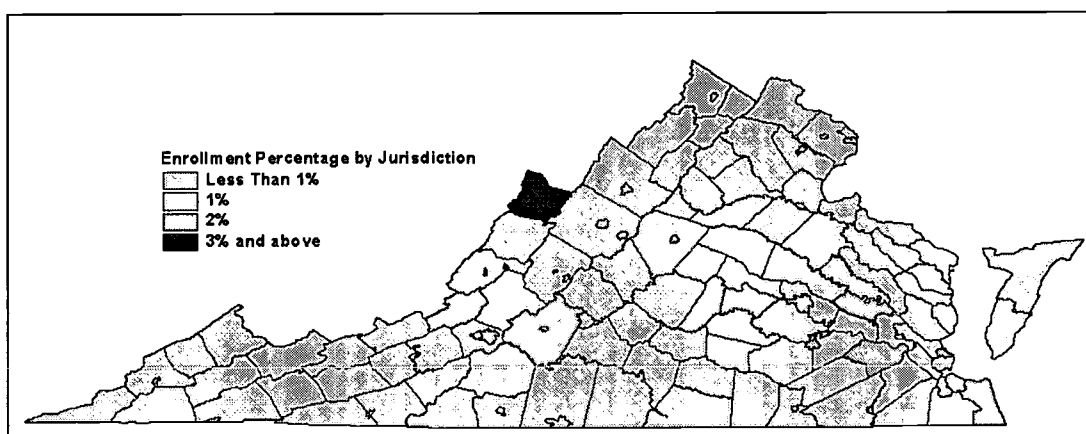 Enrollment Percentage by Jurisdiction
Less Than 1%
1%
2%
3% and above